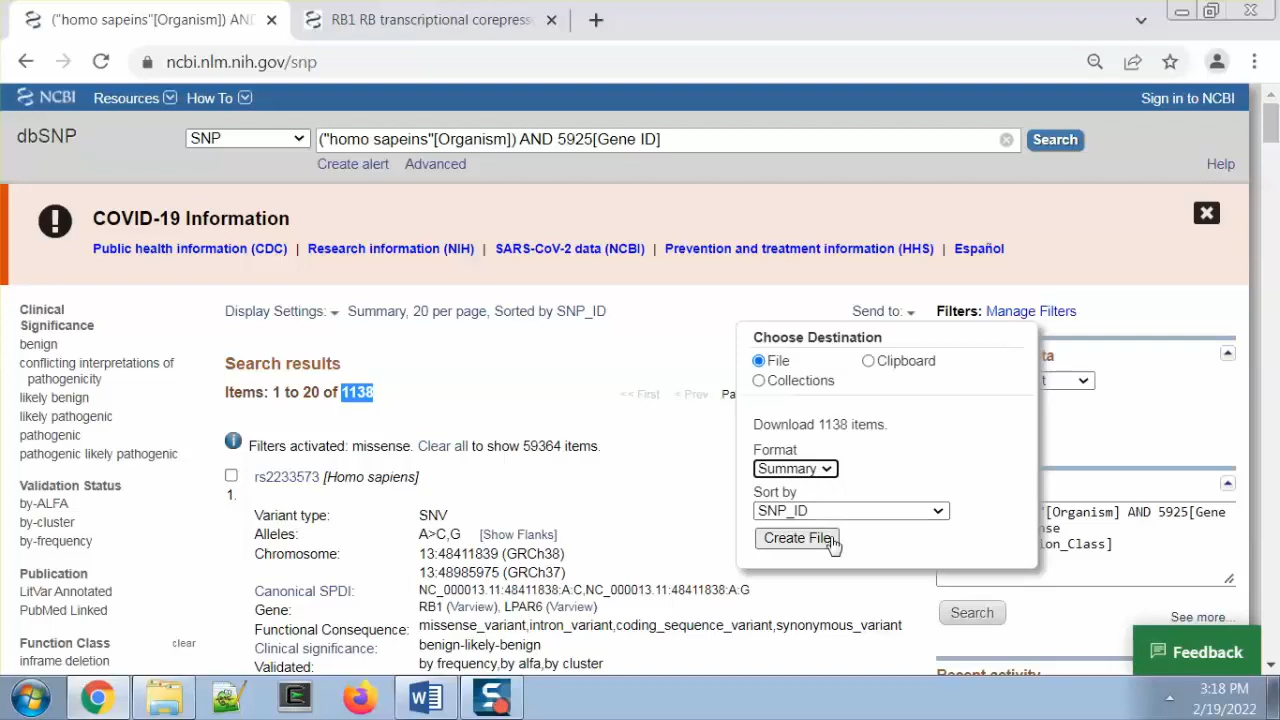 ("homo sapeins"[Organism]) AND
RB1 RB transcriptional corepress
ncbi.nlm.nih.gov/snp
NCBI Resources How To Sign in to NCBI
dbSNP SNP ("homo sapeins"[Organism]) AND 5925[Gene ID] Search
Create alert Advanced Help
COVID-19 Information
Public health information (CDC) | Research information (NIH) | SARS-CoV-2 data (NCBI) | Prevention and treatment information (HHS) | Español
Clinical
Significance
benign
conflicting interpretations of
pathogenicity
likely benign
likely pathogenic
pathogenic
pathogenic likely pathogenic
Validation Status
by-ALFA
by-cluster
by-frequency
Publication
LitVar Annotated
PubMed Linked
Function Class clear
inframe deletion
Display Settings: Summary, 20 per page, Sorted by SNP_ID Send to:
Search results
Items: 1 to 20 of 1138
<< First < Prev Pa
Filters activated: missense. Clear all to show 59364 items.
rs2233573 [Homo sapiens]
1.
Variant type: SNV
Alleles: A>C,G [Show Flanks]
Chromosome: 13:48411839 (GRCh38)
13:48985975 (GRCh37)
Canonical SPDI: NC_000013.11:48411838:A:C,NC_000013.11:48411838:A:G
Gene: RB1 (Varview), LPAR6 (Varview)
Functional Consequence: missense_variant,intron_variant,coding_sequence_variant,synonymous_variant
Clinical significance: benign-likely-benign
Validated: by frequency,by alfa,by cluster
Choose Destination
File Clipboard
Collections
Download 1138 items.
Format
Summary
Sort by
SNP_ID
Create File
Filters: Manage Filters
ta
t
"[Organism] AND 5925[Gene
nse
on_Class]
Search
See more...
Feedback
Recent activity
3:18 PM
2/19/2022